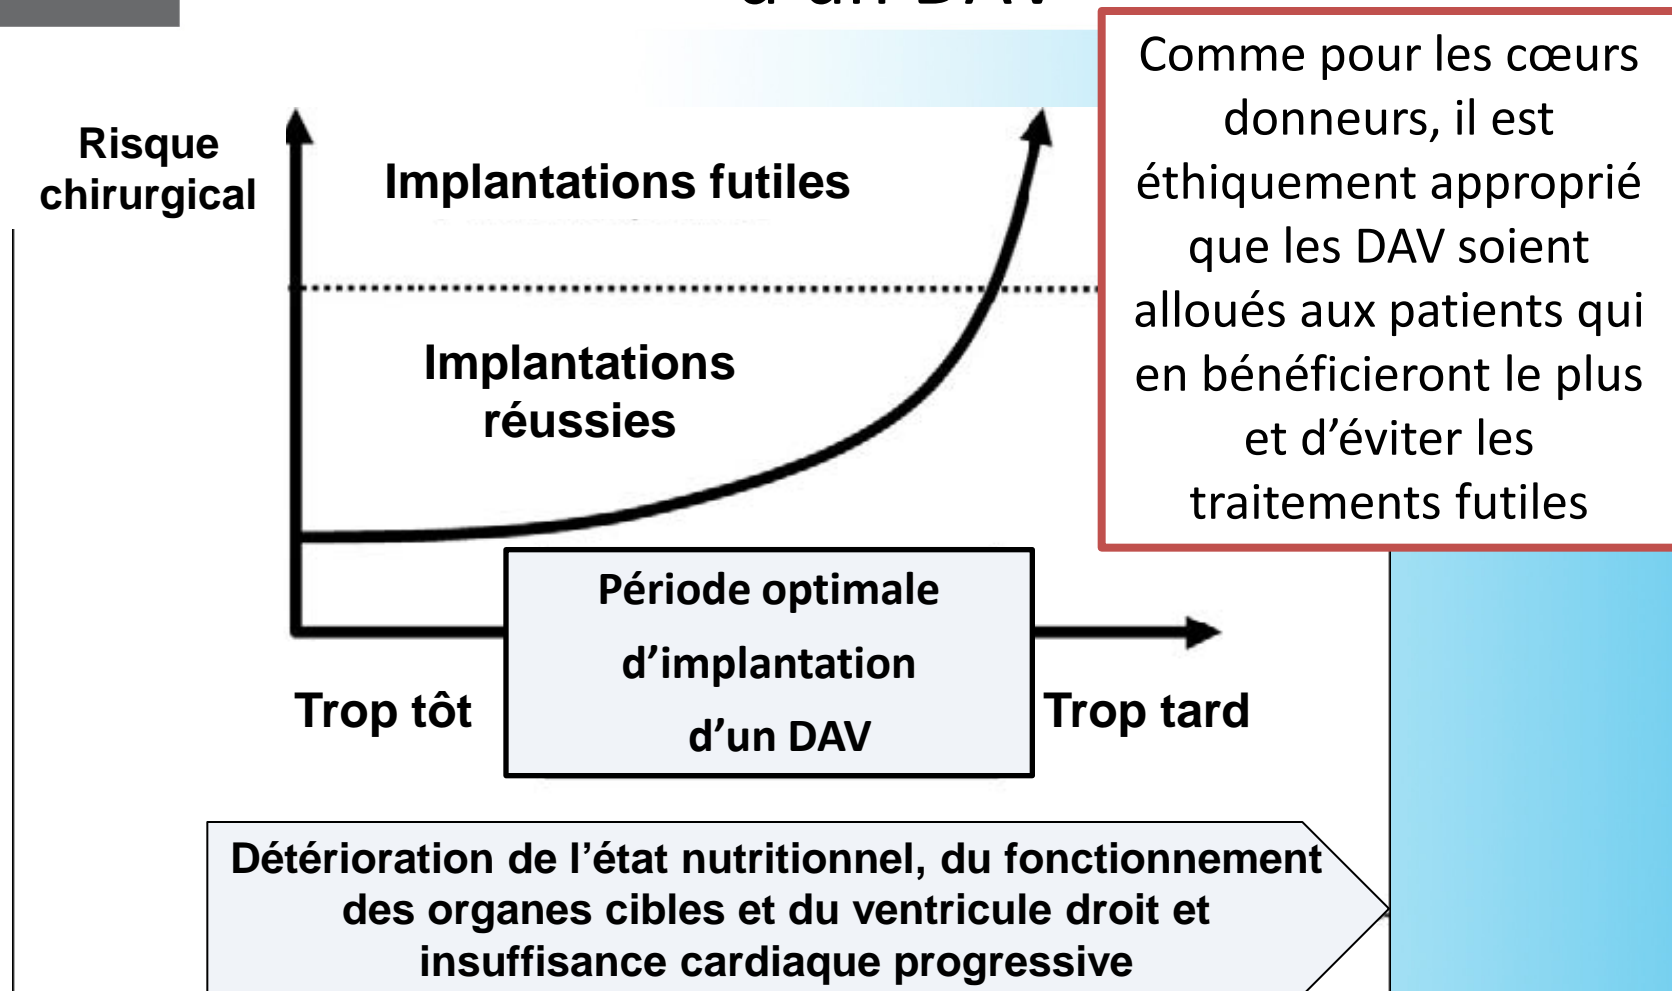 d'un DAV
Comme pour les cœurs
donneurs, il est
éthiquement approprié
que les DAV soient
alloués aux patients qui
en bénéficieront le plus
et d’éviter les
traitements futiles
Risque
chirurgical
Implantations futiles
Implantations
réussies
Période optimale
d’implantation
d’un DAV
Trop tôt
Trop tard
Détérioration de l’état nutritionnel, du fonctionnement
des organes cibles et du ventricule droit et
insuffisance cardiaque progressive